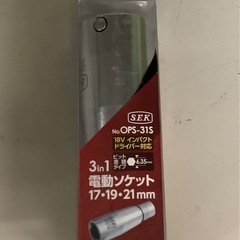 SEK
No.OPS-31S
18V インパクト
ドライバー対応
3in1
ビット
差替
タイプ
6.35mm
電動ソケット
17・19・21mm